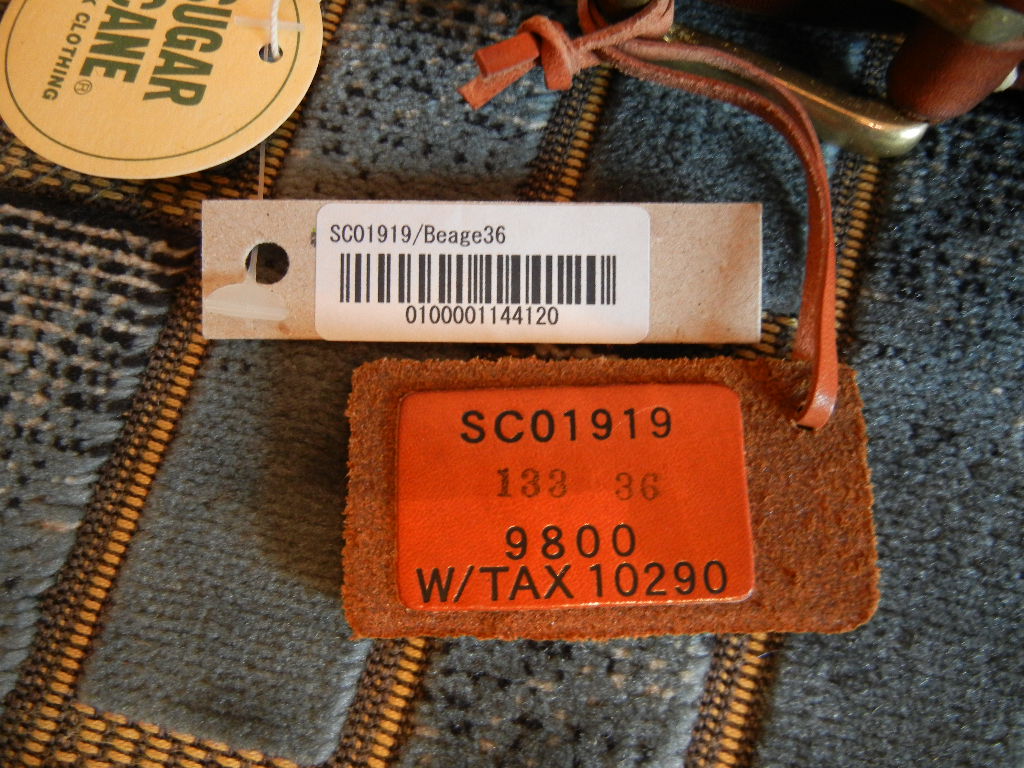 SUGAR
CANE®
CLOTHING
SC01919/Beage36
0100001144120
SC01919
133 36
9800
W/TAX 10290